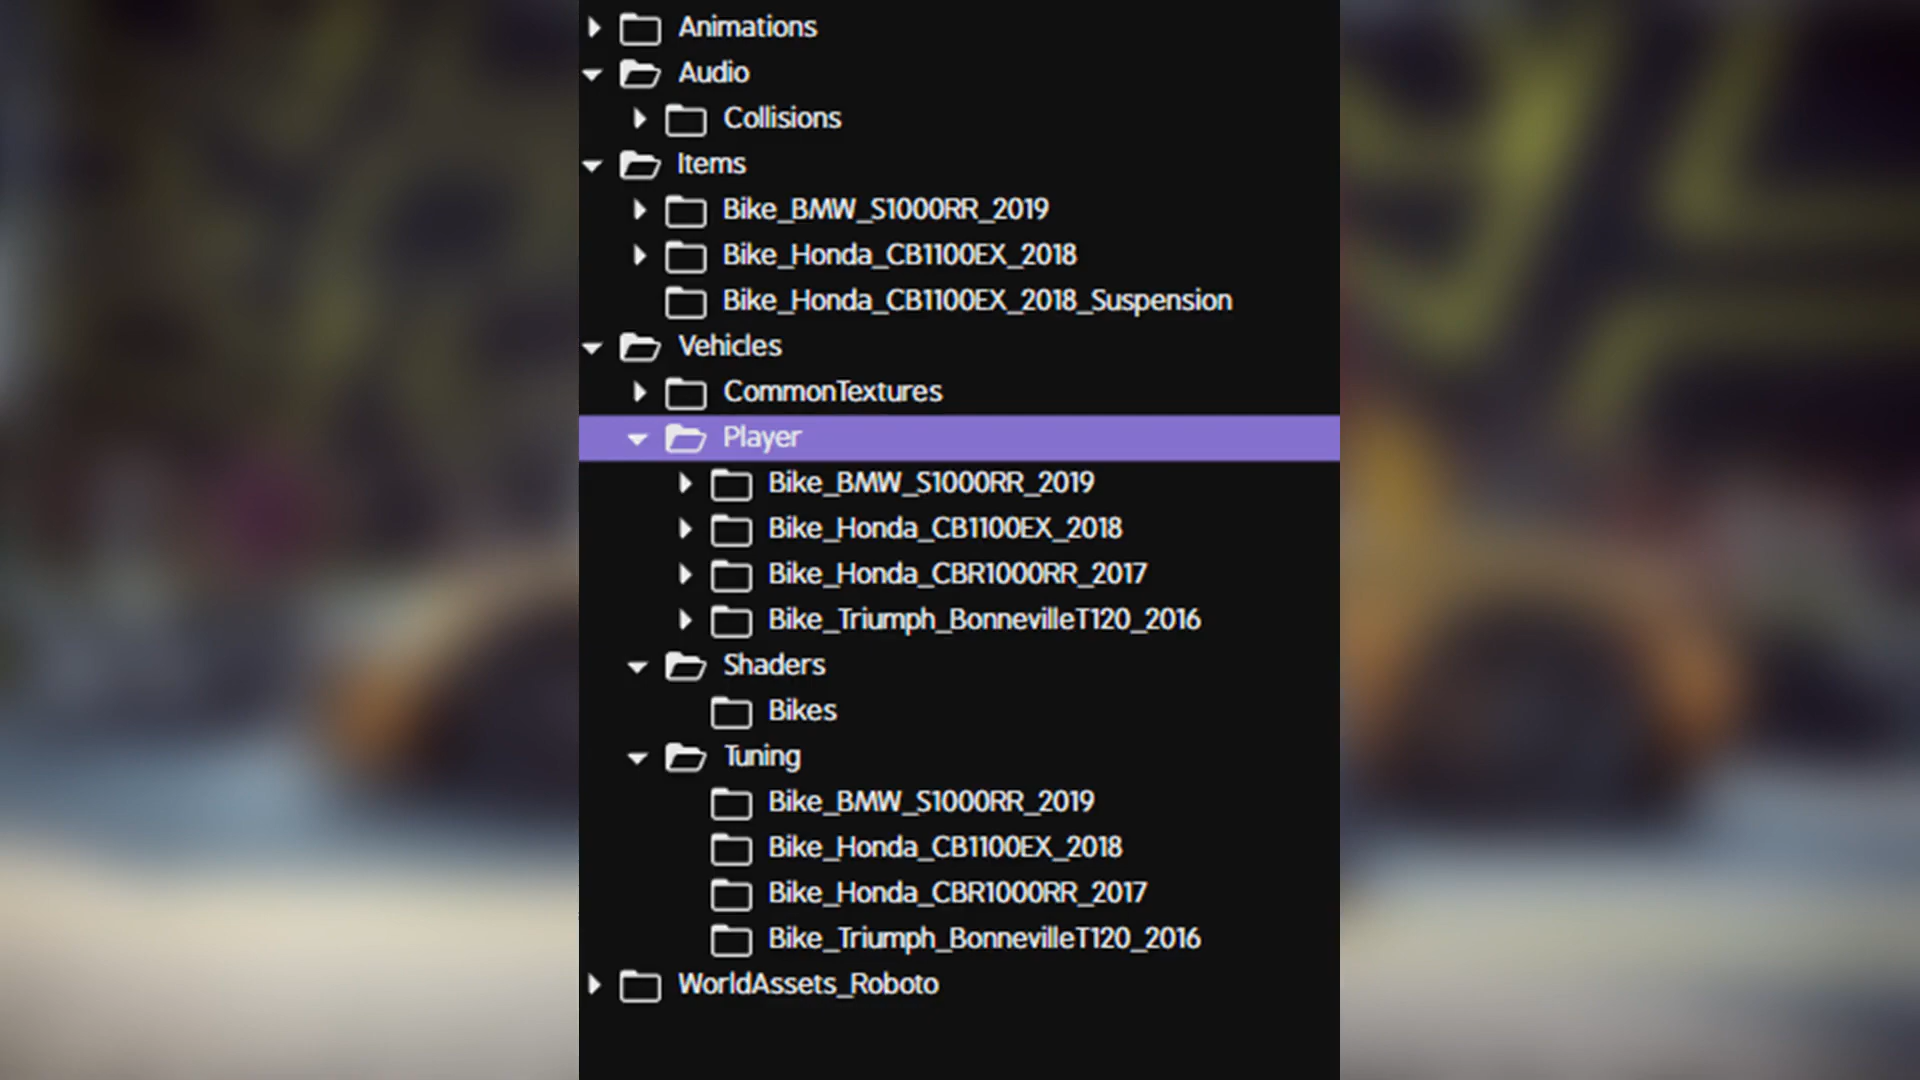 Animations
Audio
Collisions
Items
Bike_BMW_S1000RR_2019
Bike_Honda_CB1100EX_2018
Bike_Honda_CB1100EX_2018_Suspension
Vehicles
CommonTextures
Player
Bike_BMW_S1000RR_2019
Bike_Honda_CB1100EX_2018
Bike_Honda_CBR1000RR_2017
Bike_Triumph_BonnevilleT120_2016
Shaders
Bikes
Tuning
Bike_BMW_S1000RR_2019
Bike_Honda_CB1100EX_2018
Bike_Honda_CBR1000RR_2017
Bike_Triumph_BonnevilleT120_2016
WorldAssets_Roboto